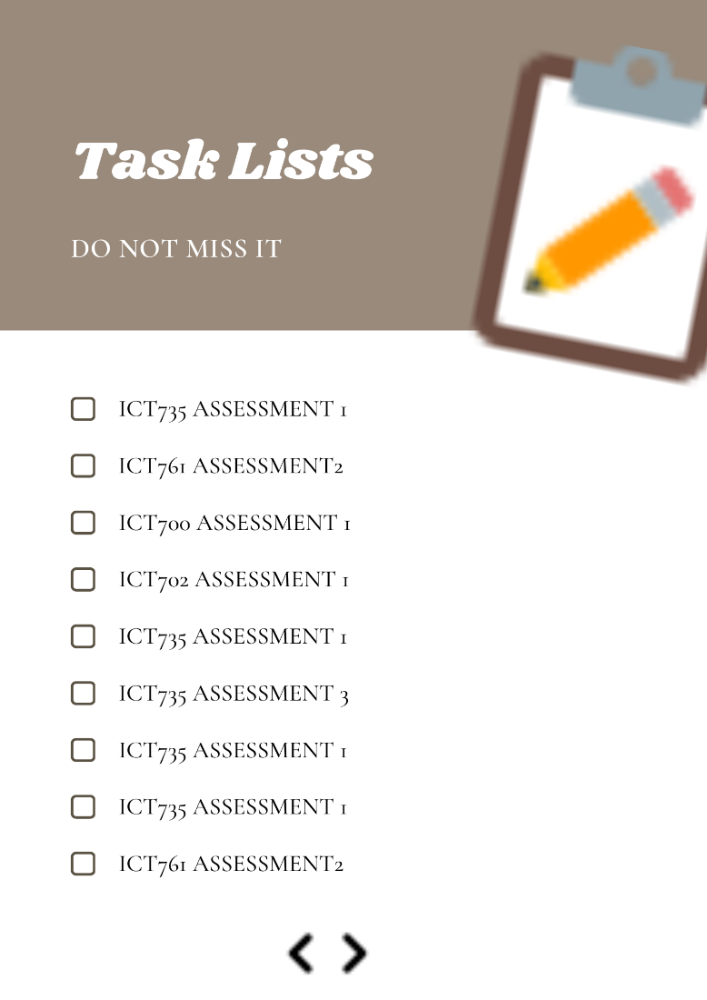 Task Lists
DO NOT MISS IT
ICT735 ASSESSMENT 1
ICT761 ASSESSMENT2
ICT700 ASSESSMENT 1
ICT702 ASSESSMENT 1
ICT735 ASSESSMENT 1
ICT735 ASSESSMENT 3
ICT735 ASSESSMENT 1
ICT735 ASSESSMENT 1
ICT761 ASSESSMENT2